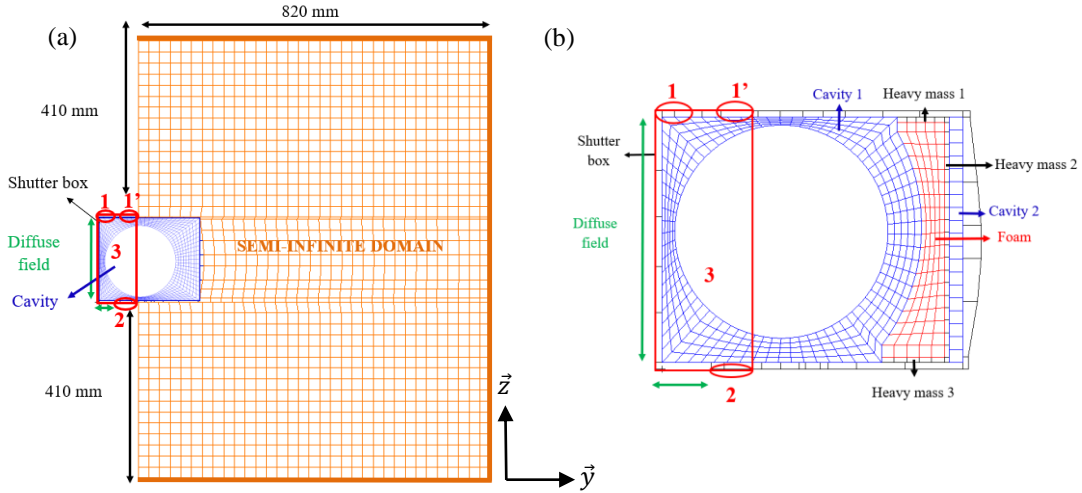 (a)
820 mm
410 mm
Shutter box
1
1’
Diffuse
field
3
SEMI-INFINITE DOMAIN
Cavity
2
410 mm
z⃗
y⃗
(b)
1
1’
Cavity 1
Heavy mass 1
Shutter
box
Heavy mass 2
Diffuse
field
Cavity 2
Foam
3
2
Heavy mass 3